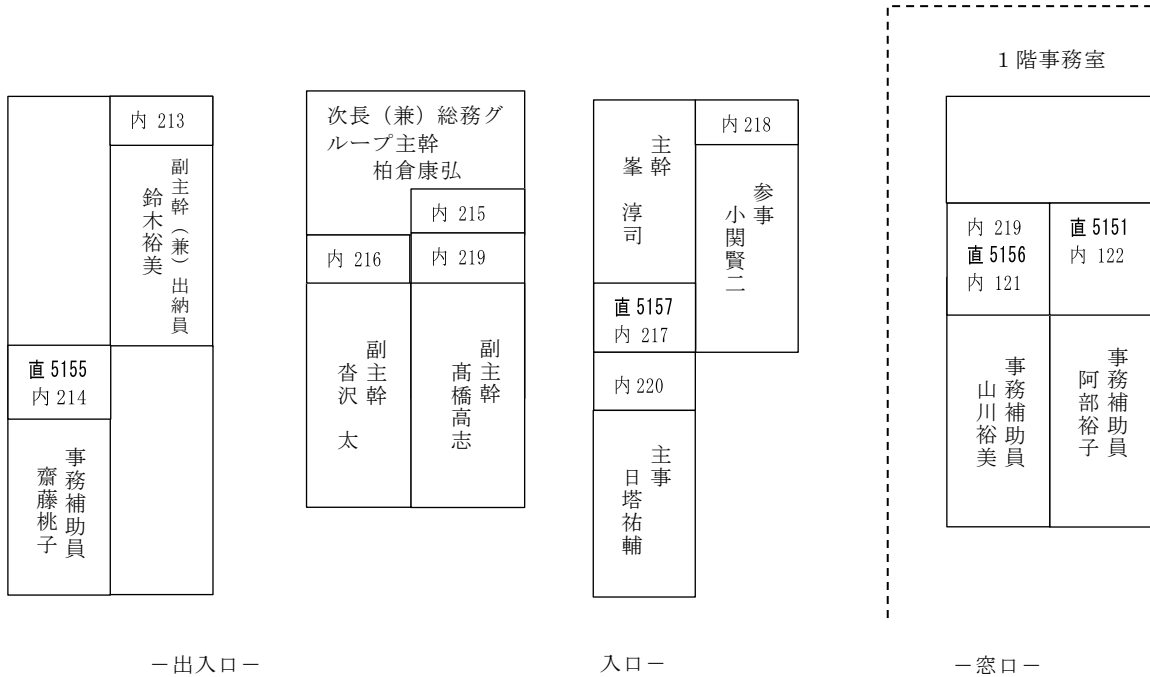 内 213
副主幹（兼）出納員
鈴木裕美
直 5155
内 214
事務補助員
齋藤桃子
次長（兼）総務グ
ループ主幹
柏倉康弘
内 215
内 216
内 219
副主幹
沓沢　太
副主幹
髙橋高志
主幹
峯　淳司
内 218
参事
小関賢二
直 5157
内 217
内 220
主事
日塔祐輔
１階事務室
内 219
直 5156
内 121
直 5151
内 122
事務補助員
山川裕美
事務補助員
阿部裕子
－出入口－
入口－
－窓口－